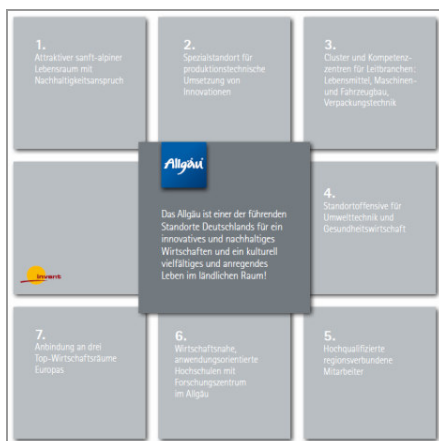 1.
Attraktiver sanft-alpiner
Lebensraum mit
Nachhaltigkeitsanspruch
2.
Spezialstandort für
produktionstechnische
Umsetzung von
Innovationen
3.
Cluster und Kompetenz-
zentren für Leitbranchen:
Lebensmittel, Maschinen-
und Fahrzeugbau,
Verpackungstechnik
Allgäu
Das Allgäu ist einer der führenden
Standorte Deutschlands für ein
innovatives und nachhaltiges
Wirtschaften und ein kulturell
vielfältiges und anregendes
Leben im ländlichen Raum!
4.
Standortoffensive für
Umwelttechnik und
Gesundheitswirtschaft
invent
7.
Anbindung an drei
Top-Wirtschaftsräume
Europas
6.
Wirtschaftsnahe,
anwendungsorientierte
Hochschulen mit
Forschungszentrum
im Allgäu
5.
Hochqualifizierte
regionsverbundene
Mitarbeiter